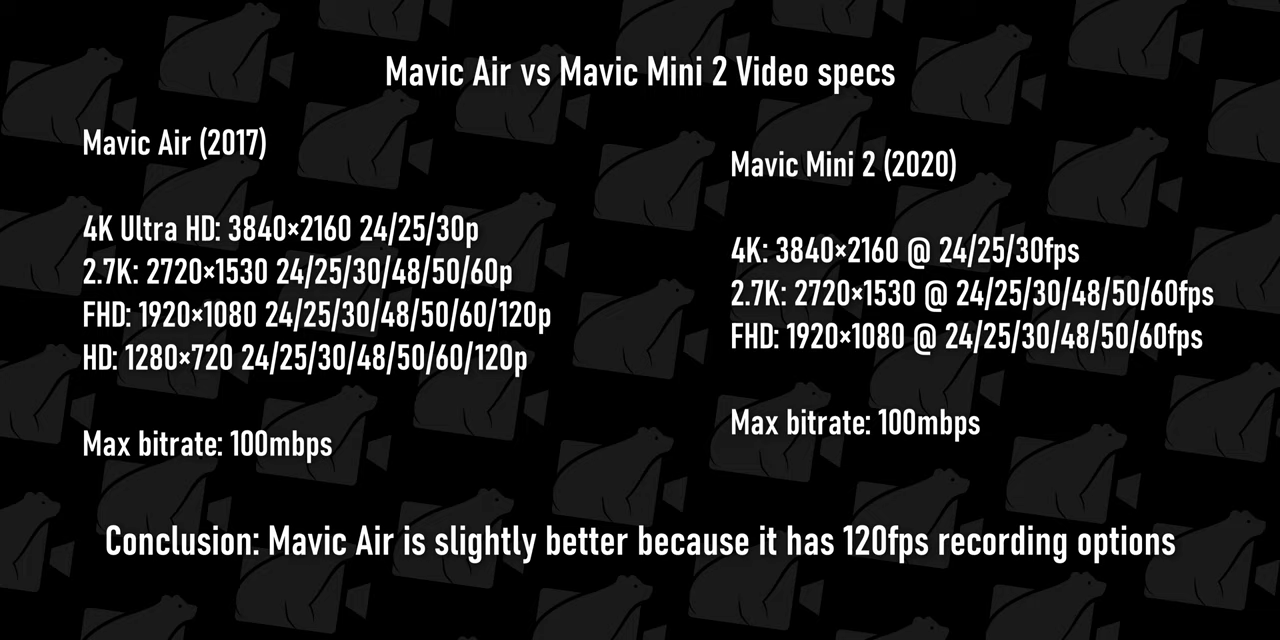 Mavic Air vs Mavic Mini 2 Video specs
Mavic Air (2017)
4K Ultra HD: 3840×2160 24/25/30p
2.7K: 2720×1530 24/25/30/48/50/60p
FHD: 1920×1080 24/25/30/48/50/60/120p
HD: 1280×720 24/25/30/48/50/60/120p
Max bitrate: 100mbps
Mavic Mini 2 (2020)
4K: 3840×2160 @ 24/25/30fps
2.7K: 2720×1530 @ 24/25/30/48/50/60fps
FHD: 1920×1080 @ 24/25/30/48/50/60fps
Max bitrate: 100mbps
Conclusion: Mavic Air is slightly better because it has 120fps recording options